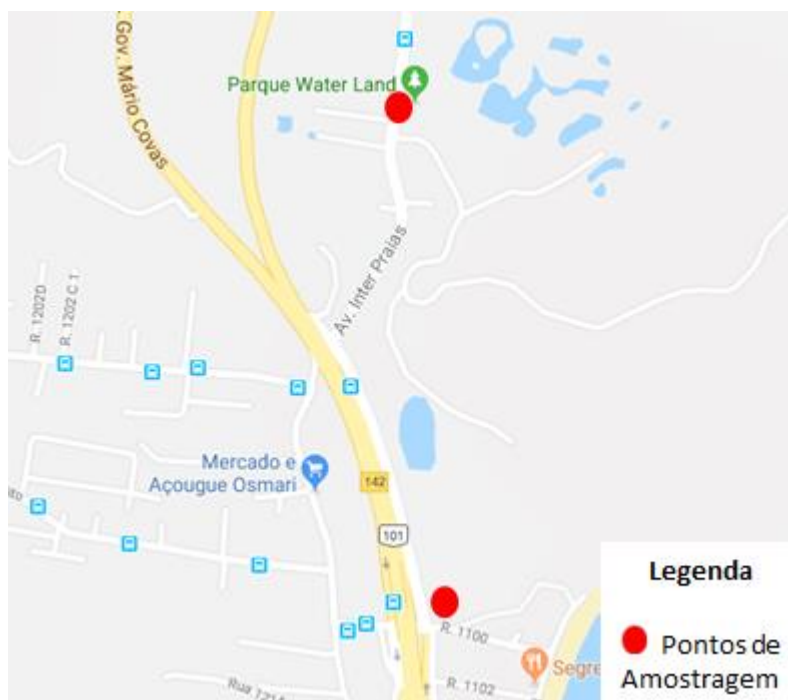 Gov. Mário Covas
Parque Water Land
Av. Inter Praias
R. 1202D
R. 1202 C 1
Mercado e
Açougue Osmari
142
101
R. 1100
R. 1102
Segre
Legenda
Pontos de
Amostragem